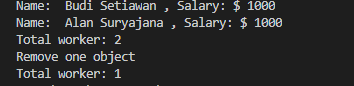 Name:  Budi Setiawan , Salary: $ 1000
Name:  Alan Suryajana , Salary: $ 1000
Total worker: 2
Remove one object
Total worker: 1